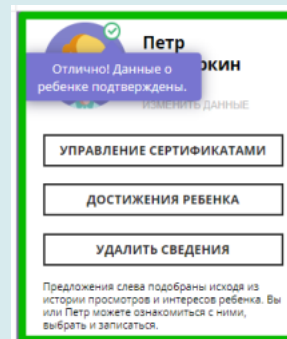 Петр
Отлично! Данные о
ребенке подтверждены.
ИЗМЕНИТЬ ДАННЫЕ
УПРАВЛЕНИЕ СЕРТИФИКАТАМИ
ДОСТИЖЕНИЯ РЕБЕНКА
УДАЛИТЬ СВЕДЕНИЯ
Предложения слева подобраны исходя из
истории просмотров и интересов ребенка. Вы
или Петр можете ознакомиться с ними,
выбрать и записаться.